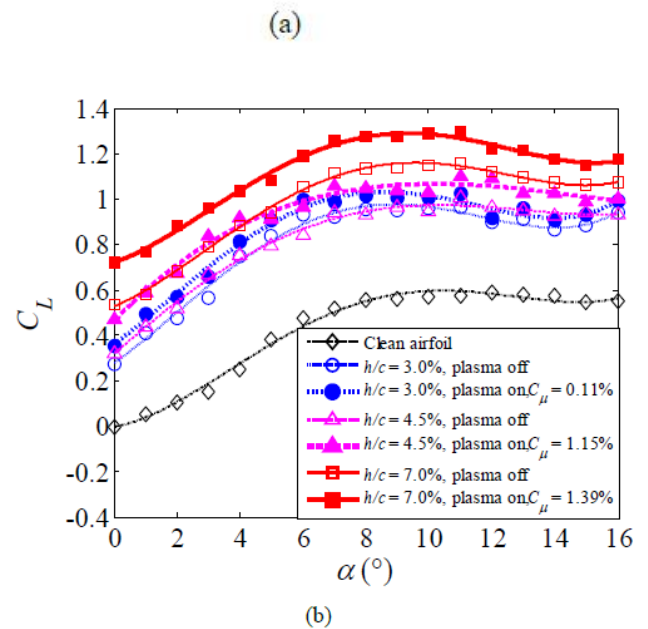 (a)
1.4
1.2
1
0.8
0.6
0.4
0.2
0
-0.2
-0.4
C_L
Clean airfoil
h/c = 3.0%, plasma off
h/c = 3.0%, plasma on,C_μ = 0.11%
h/c = 4.5%, plasma off
h/c = 4.5%, plasma on,C_μ = 1.15%
h/c = 7.0%, plasma off
h/c = 7.0%, plasma on,C_μ = 1.39%
0 2 4 6 8 10 12 14 16
α (°)
(b)